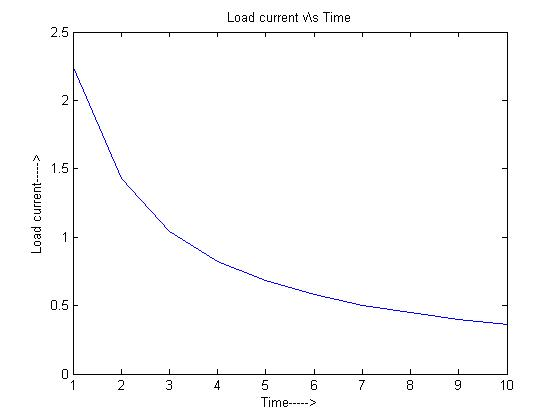 Load current v\s Time
2.5
2
1.5
1
0.5
0
Load current----->
1 2 3 4 5 6 7 8 9 10
Time----->